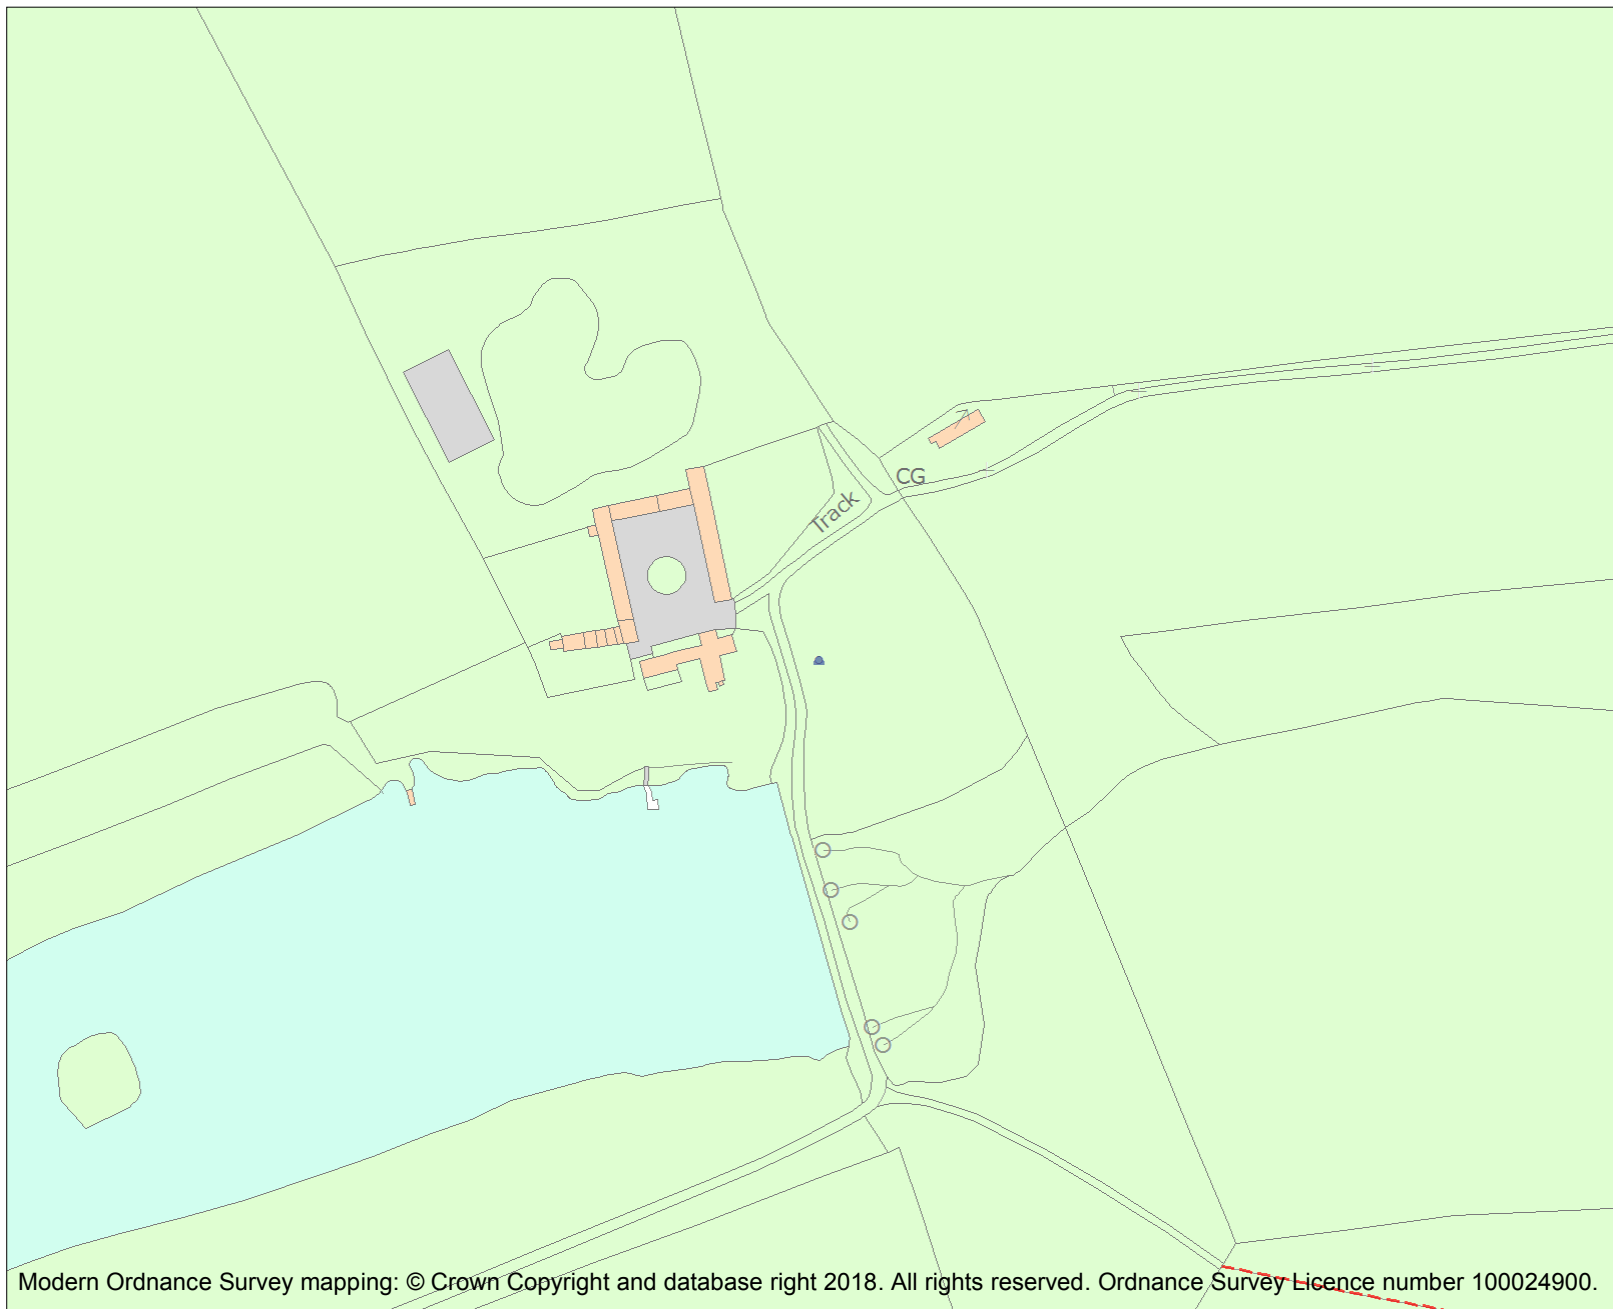 CG
Track
Modern Ordnance Survey mapping: © Crown Copyright and database right 2018. All rights reserved. Ordnance Survey Licence number 100024900.